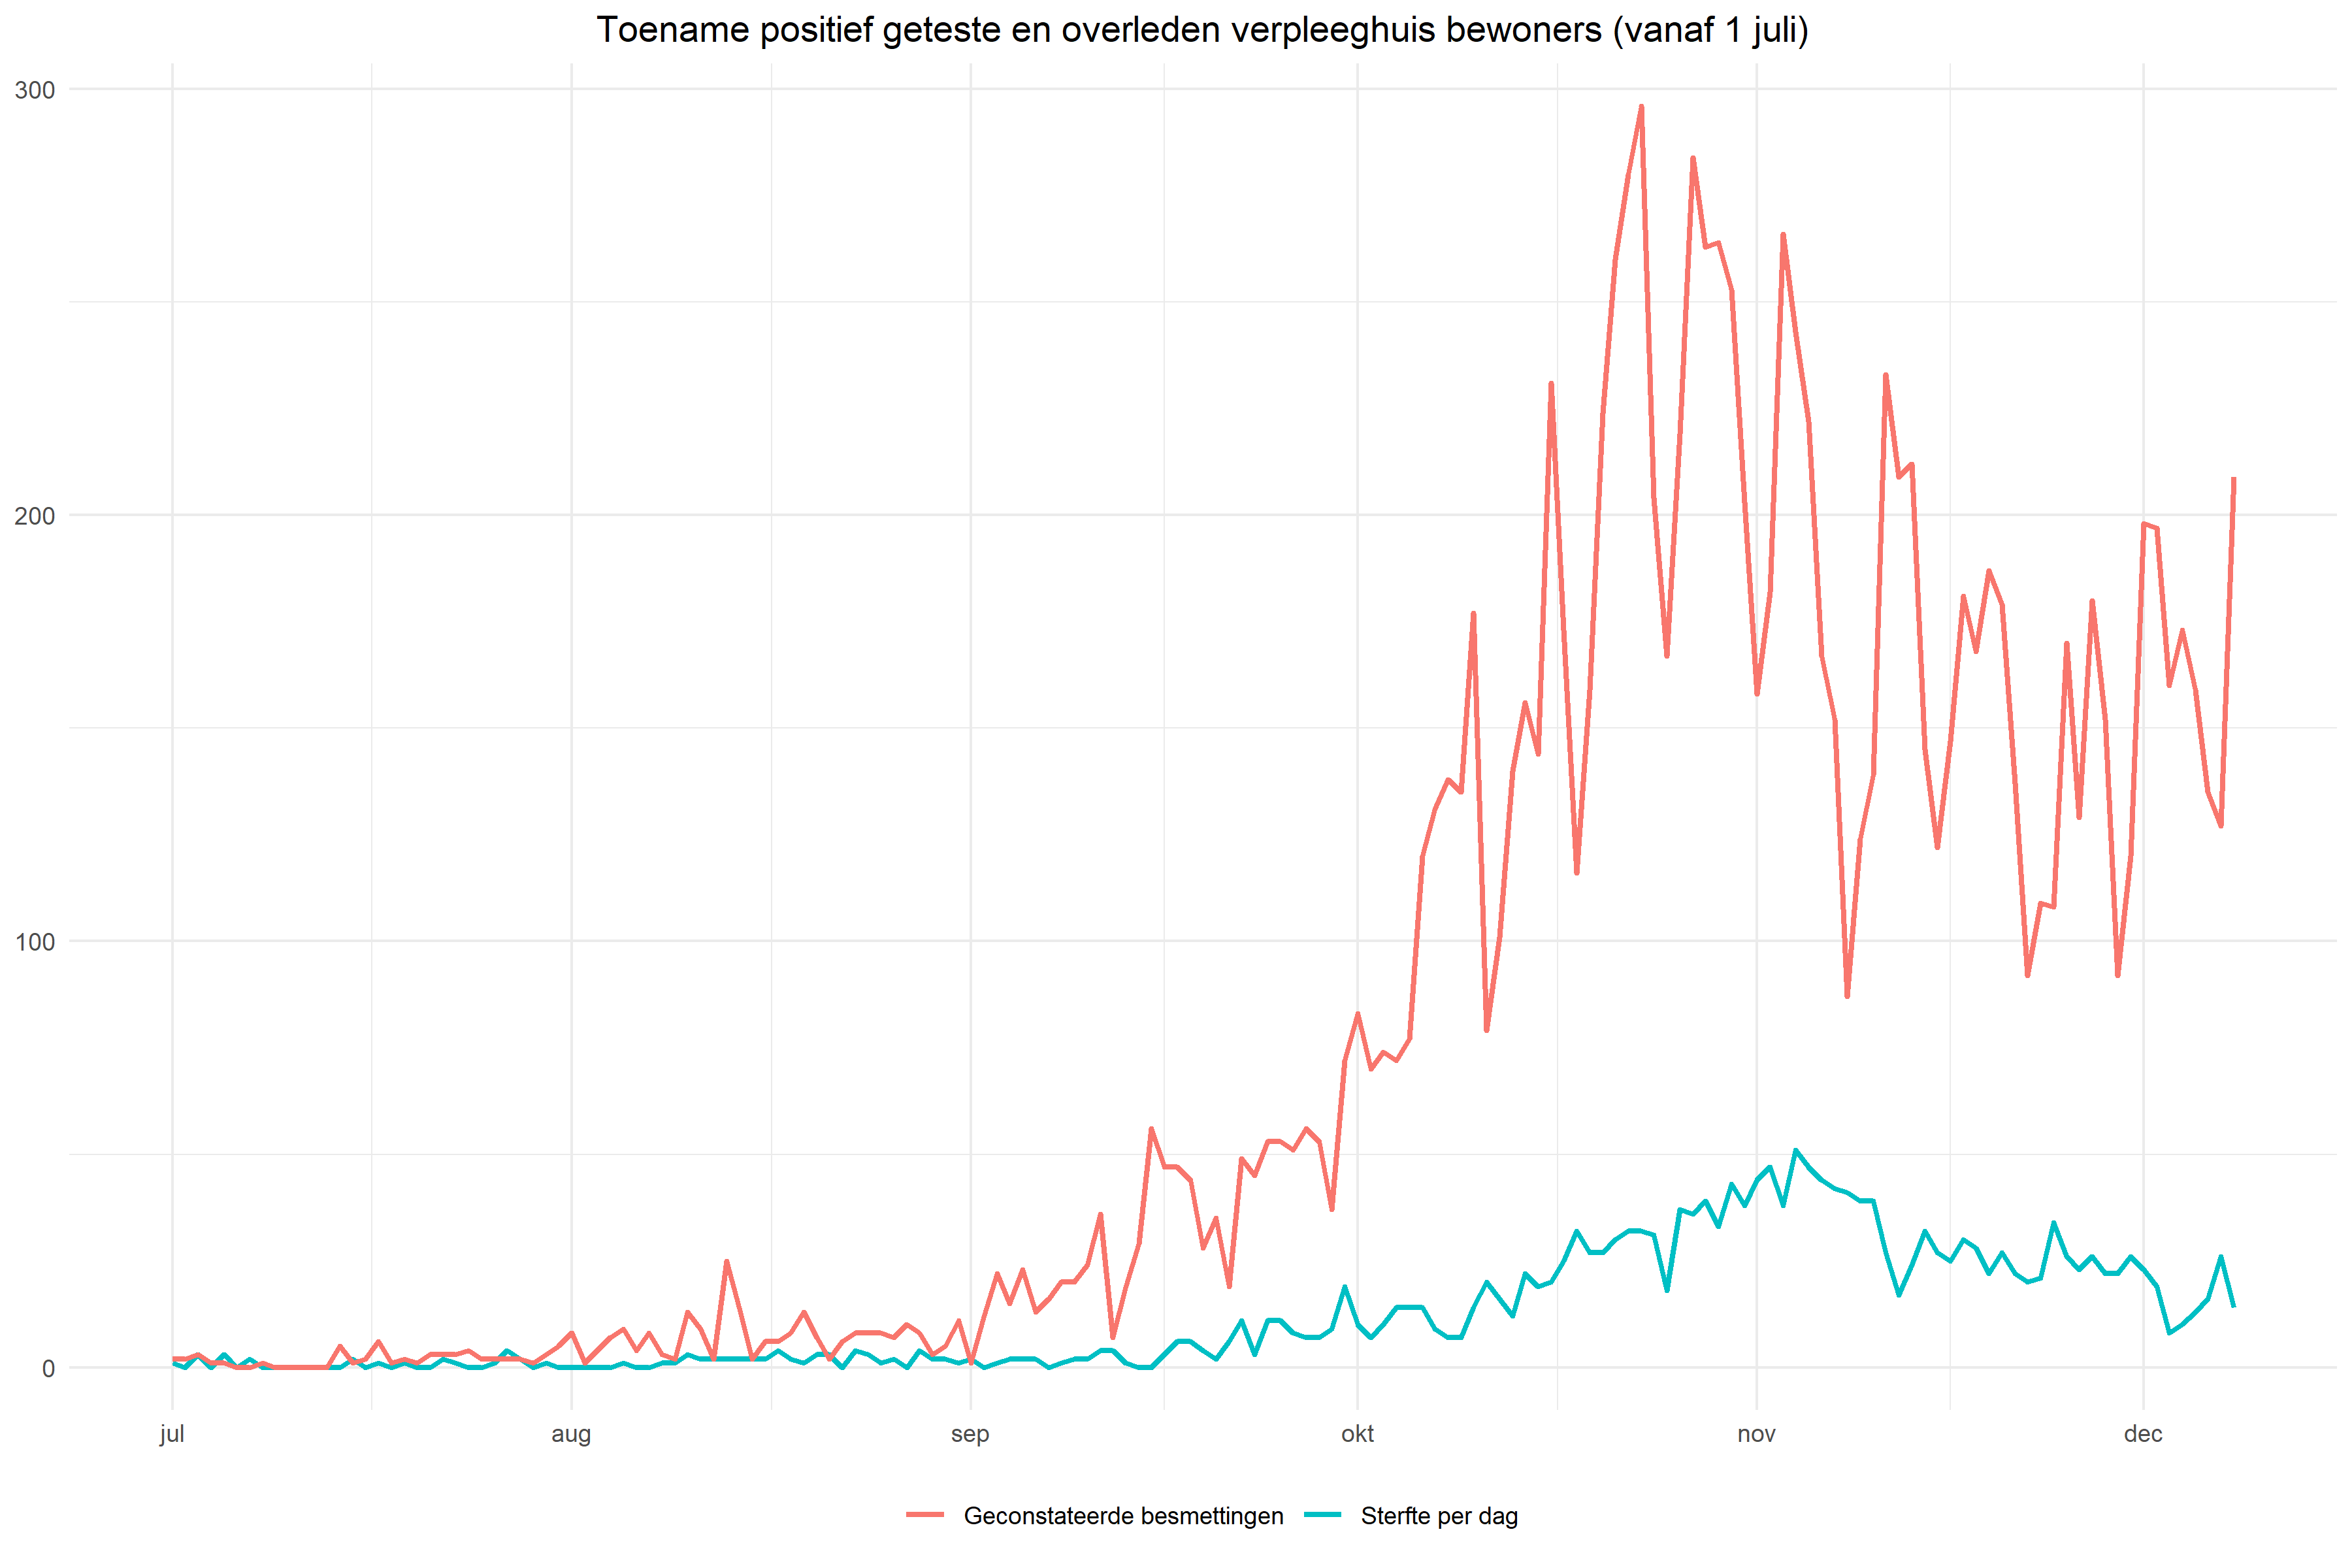 Toename positief geteste en overleden verpleeghuis bewoners (vanaf 1 juli)
300
200
100
0
jul aug sep okt nov dec
Geconstateerde besmettingen Sterfte per dag